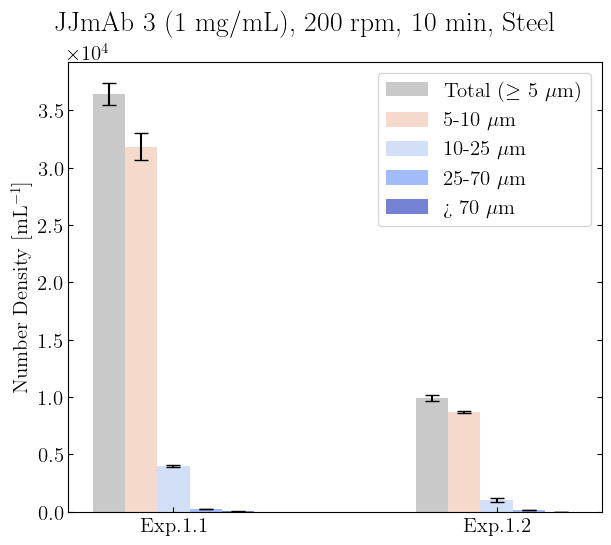 JJmAb 3 (1 mg/mL), 200 rpm, 10 min, Steel
×10⁴
Number Density [mL⁻¹]
3.5
3.0
2.5
2.0
1.5
1.0
0.5
0.0
Total (≥ 5 μm)
5-10 μm
10-25 μm
25-70 μm
¿ 70 μm
Exp.1.1
Exp.1.2